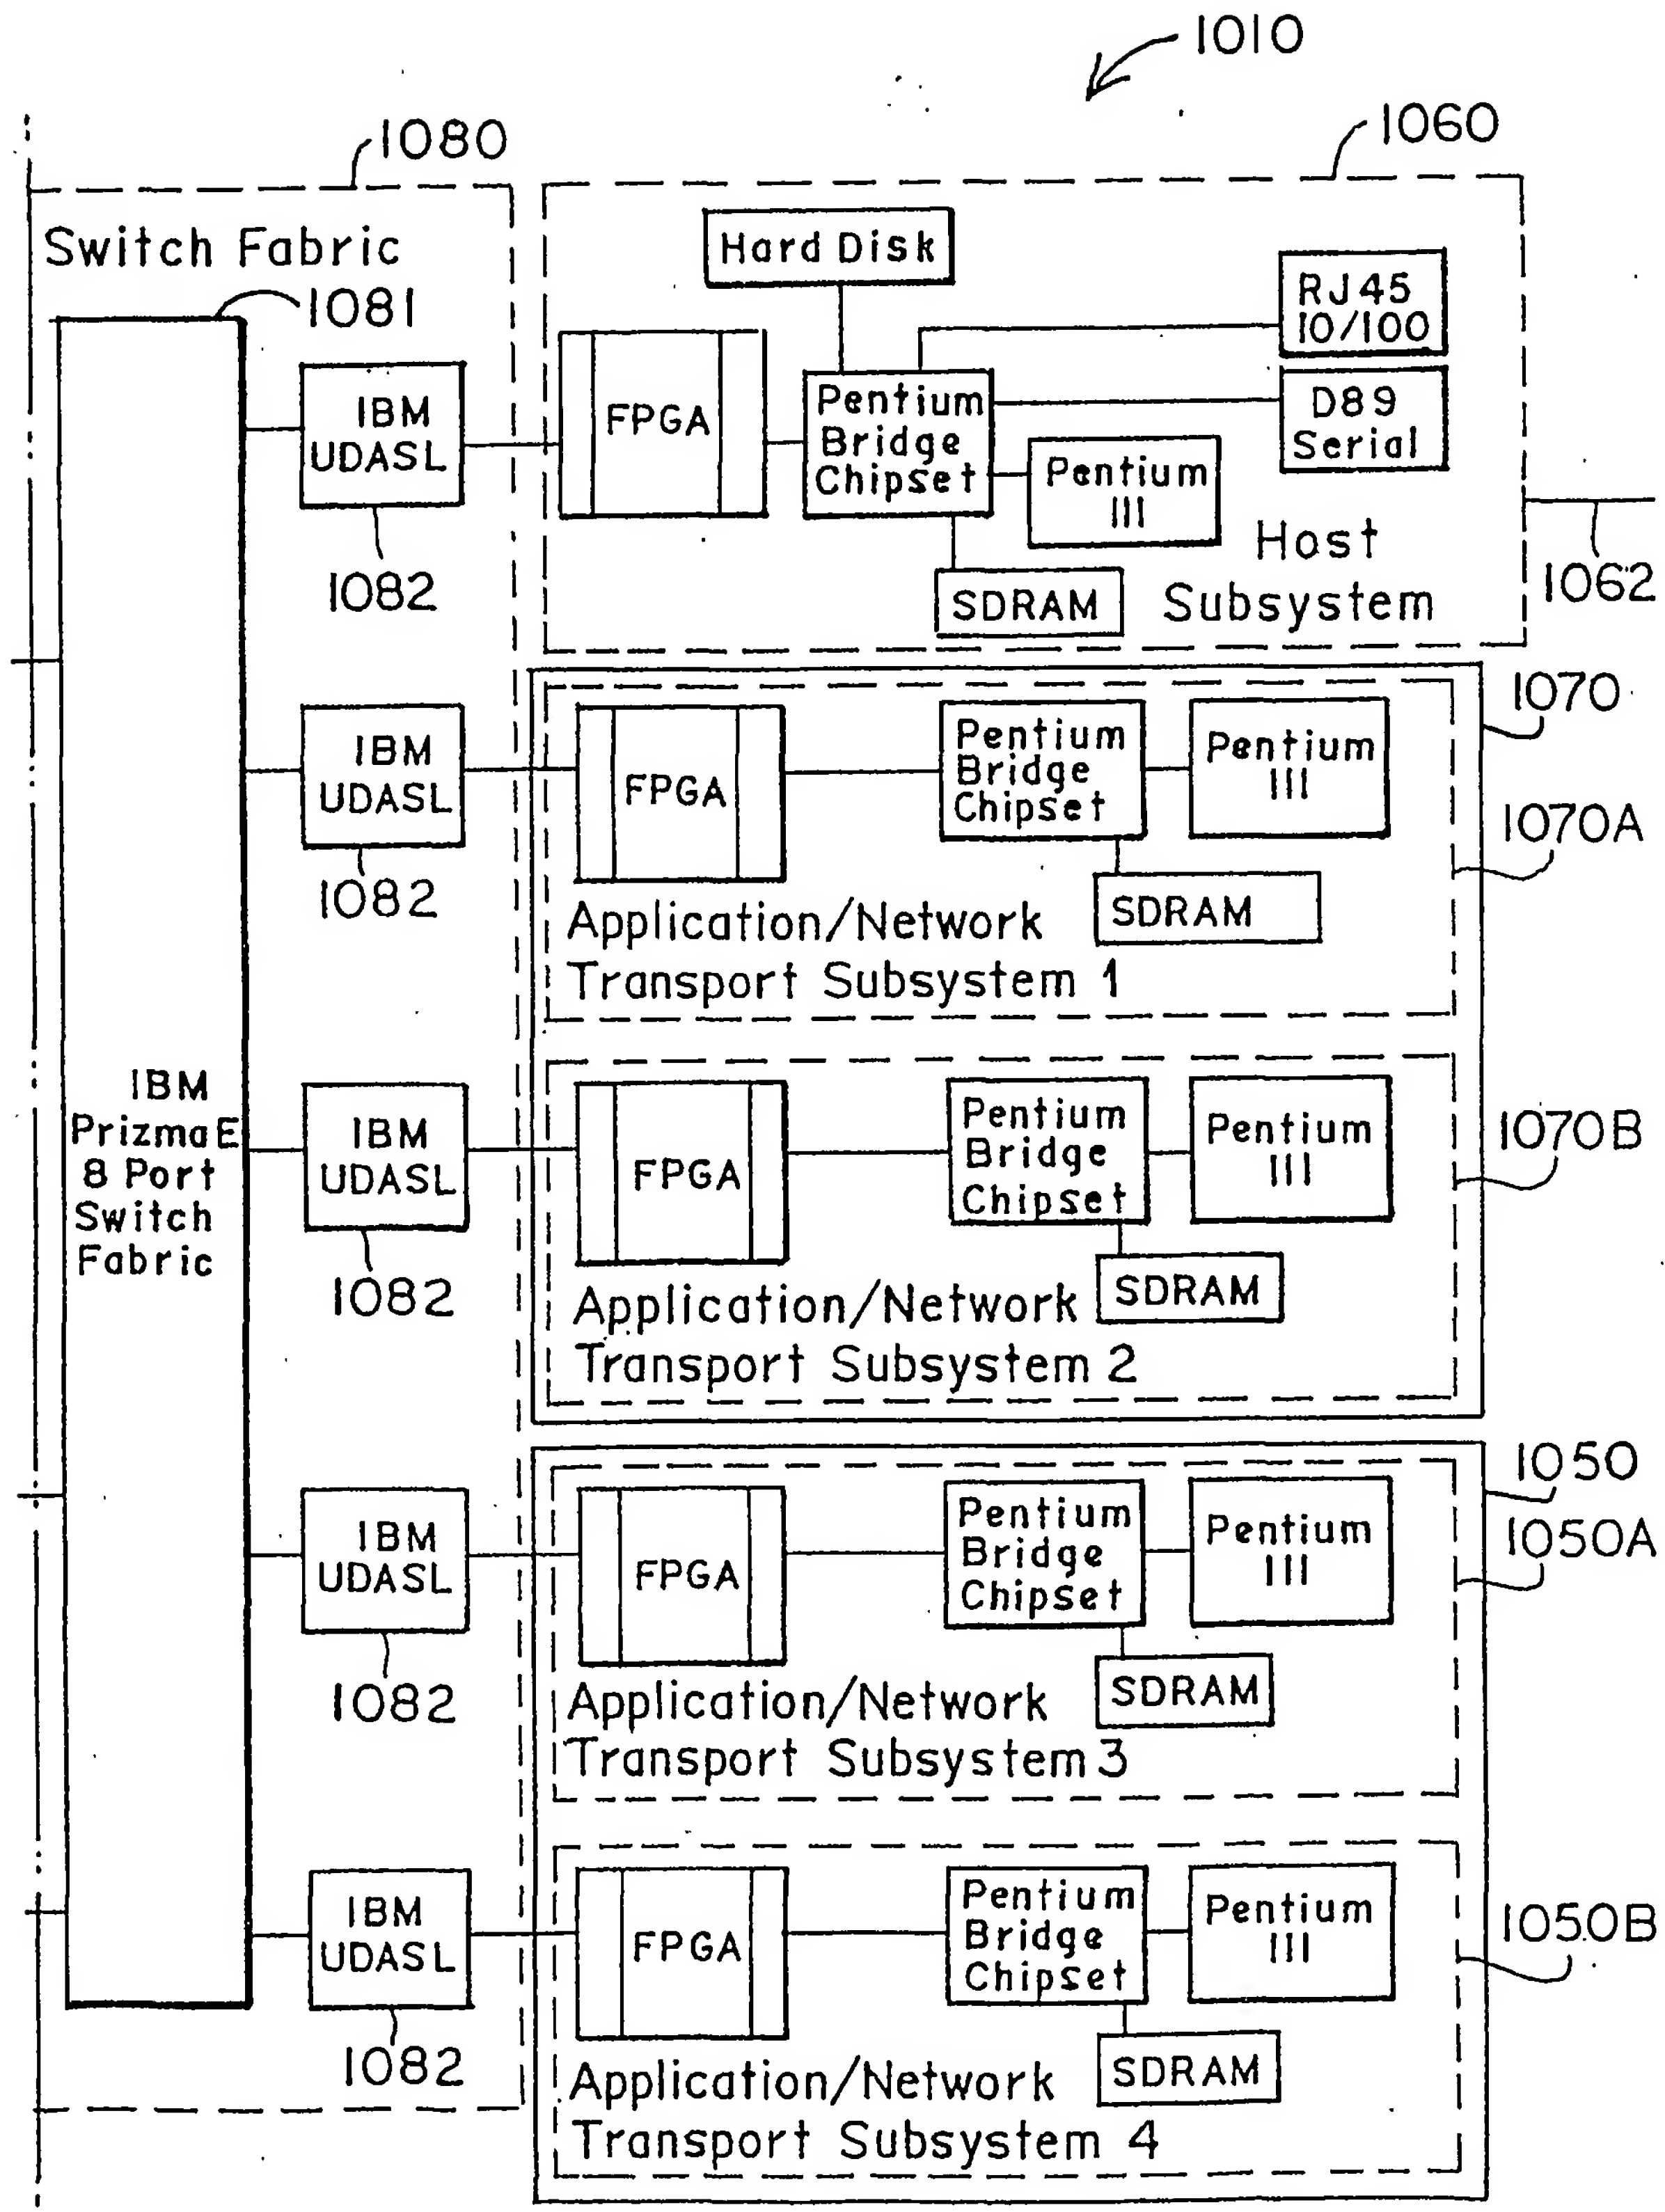 1010
1080
1060
Switch Fabric
1081
Hard Disk
RJ45
10/100
IBM
UDASL
FPGA
Pentium
Bridge
Chipset
D89
Serial
Pentium
III
Host
Subsystem
1062
1082
SDRAM
1070
IBM
UDASL
FPGA
Pentium
Bridge
Chipset
Pentium
III
1070A
1082
SDRAM
Application/Network
Transport Subsystem 1
IBM
PrizmaE
8 Port
Switch
Fabric
IBM
UDASL
FPGA
Pentium
Bridge
Chipset
Pentium
III
1070B
1082
SDRAM
Application/Network
Transport Subsystem 2
1050
IBM
UDASL
FPGA
Pentium
Bridge
Chipset
Pentium
III
1050A
1082
SDRAM
Application/Network
Transport Subsystem 3
IBM
UDASL
FPGA
Pentium
Bridge
Chipset
Pentium
III
1050B
1082
SDRAM
Application/Network
Transport Subsystem 4